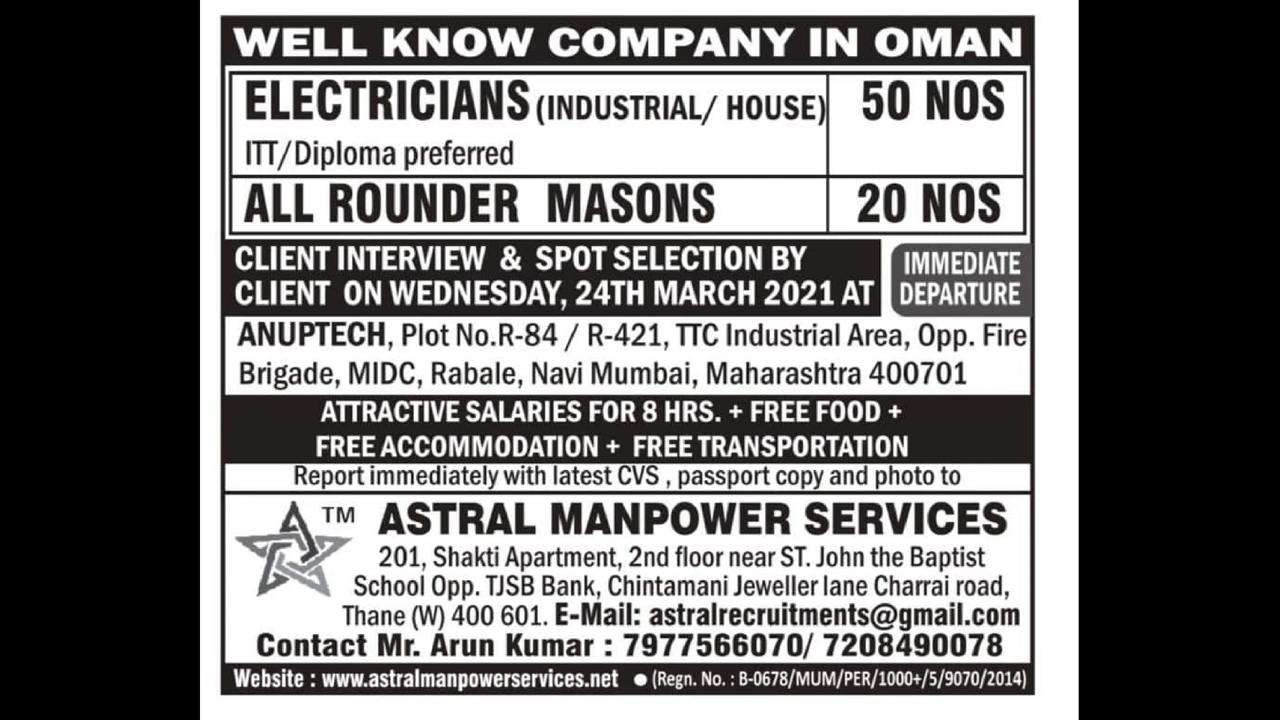 WELL KNOW COMPANY IN OMAN
ELECTRICIANS (INDUSTRIAL/ HOUSE) 50 NOS
ITT/Diploma preferred
ALL ROUNDER MASONS 20 NOS
CLIENT INTERVIEW & SPOT SELECTION BY
CLIENT ON WEDNESDAY, 24TH MARCH 2021 AT
IMMEDIATE
DEPARTURE
ANUPTECH, Plot No.R-84 / R-421, TTC Industrial Area, Opp. Fire
Brigade, MIDC, Rabale, Navi Mumbai, Maharashtra 400701
ATTRACTIVE SALARIES FOR 8 HRS. + FREE FOOD +
FREE ACCOMMODATION + FREE TRANSPORTATION
Report immediately with latest CVS , passport copy and photo to
TM ASTRAL MANPOWER SERVICES
201, Shakti Apartment, 2nd floor near ST. John the Baptist
School Opp. TJSB Bank, Chintamani Jeweller lane Charrai road,
Thane (W) 400 601. E-Mail: astralrecruitments@gmail.com
Contact Mr. Arun Kumar : 7977566070/ 7208490078
Website : www.astralmanpowerservices.net ● (Regn. No. : B-0678/MUM/PER/1000+/5/9070/2014)